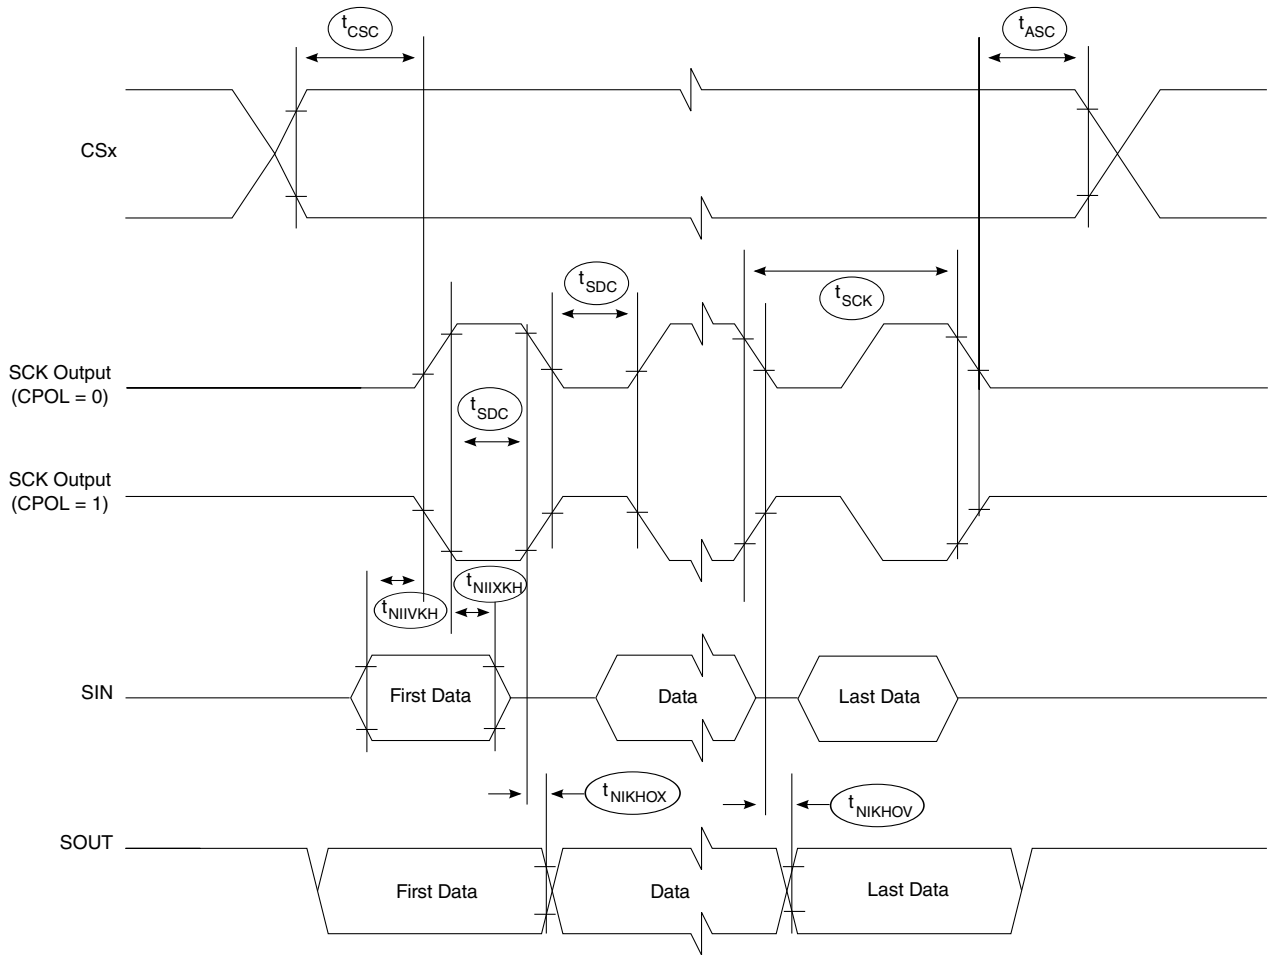 tCSC
tASC
CSx
tSDC
tSCK
SCK Output
(CPOL = 0)
tSDC
SCK Output
(CPOL = 1)
tNIIVKH
tNIIXKH
SIN
First Data
Data
Last Data
tNIKHOX
tNIKHOV
SOUT
First Data
Data
Last Data